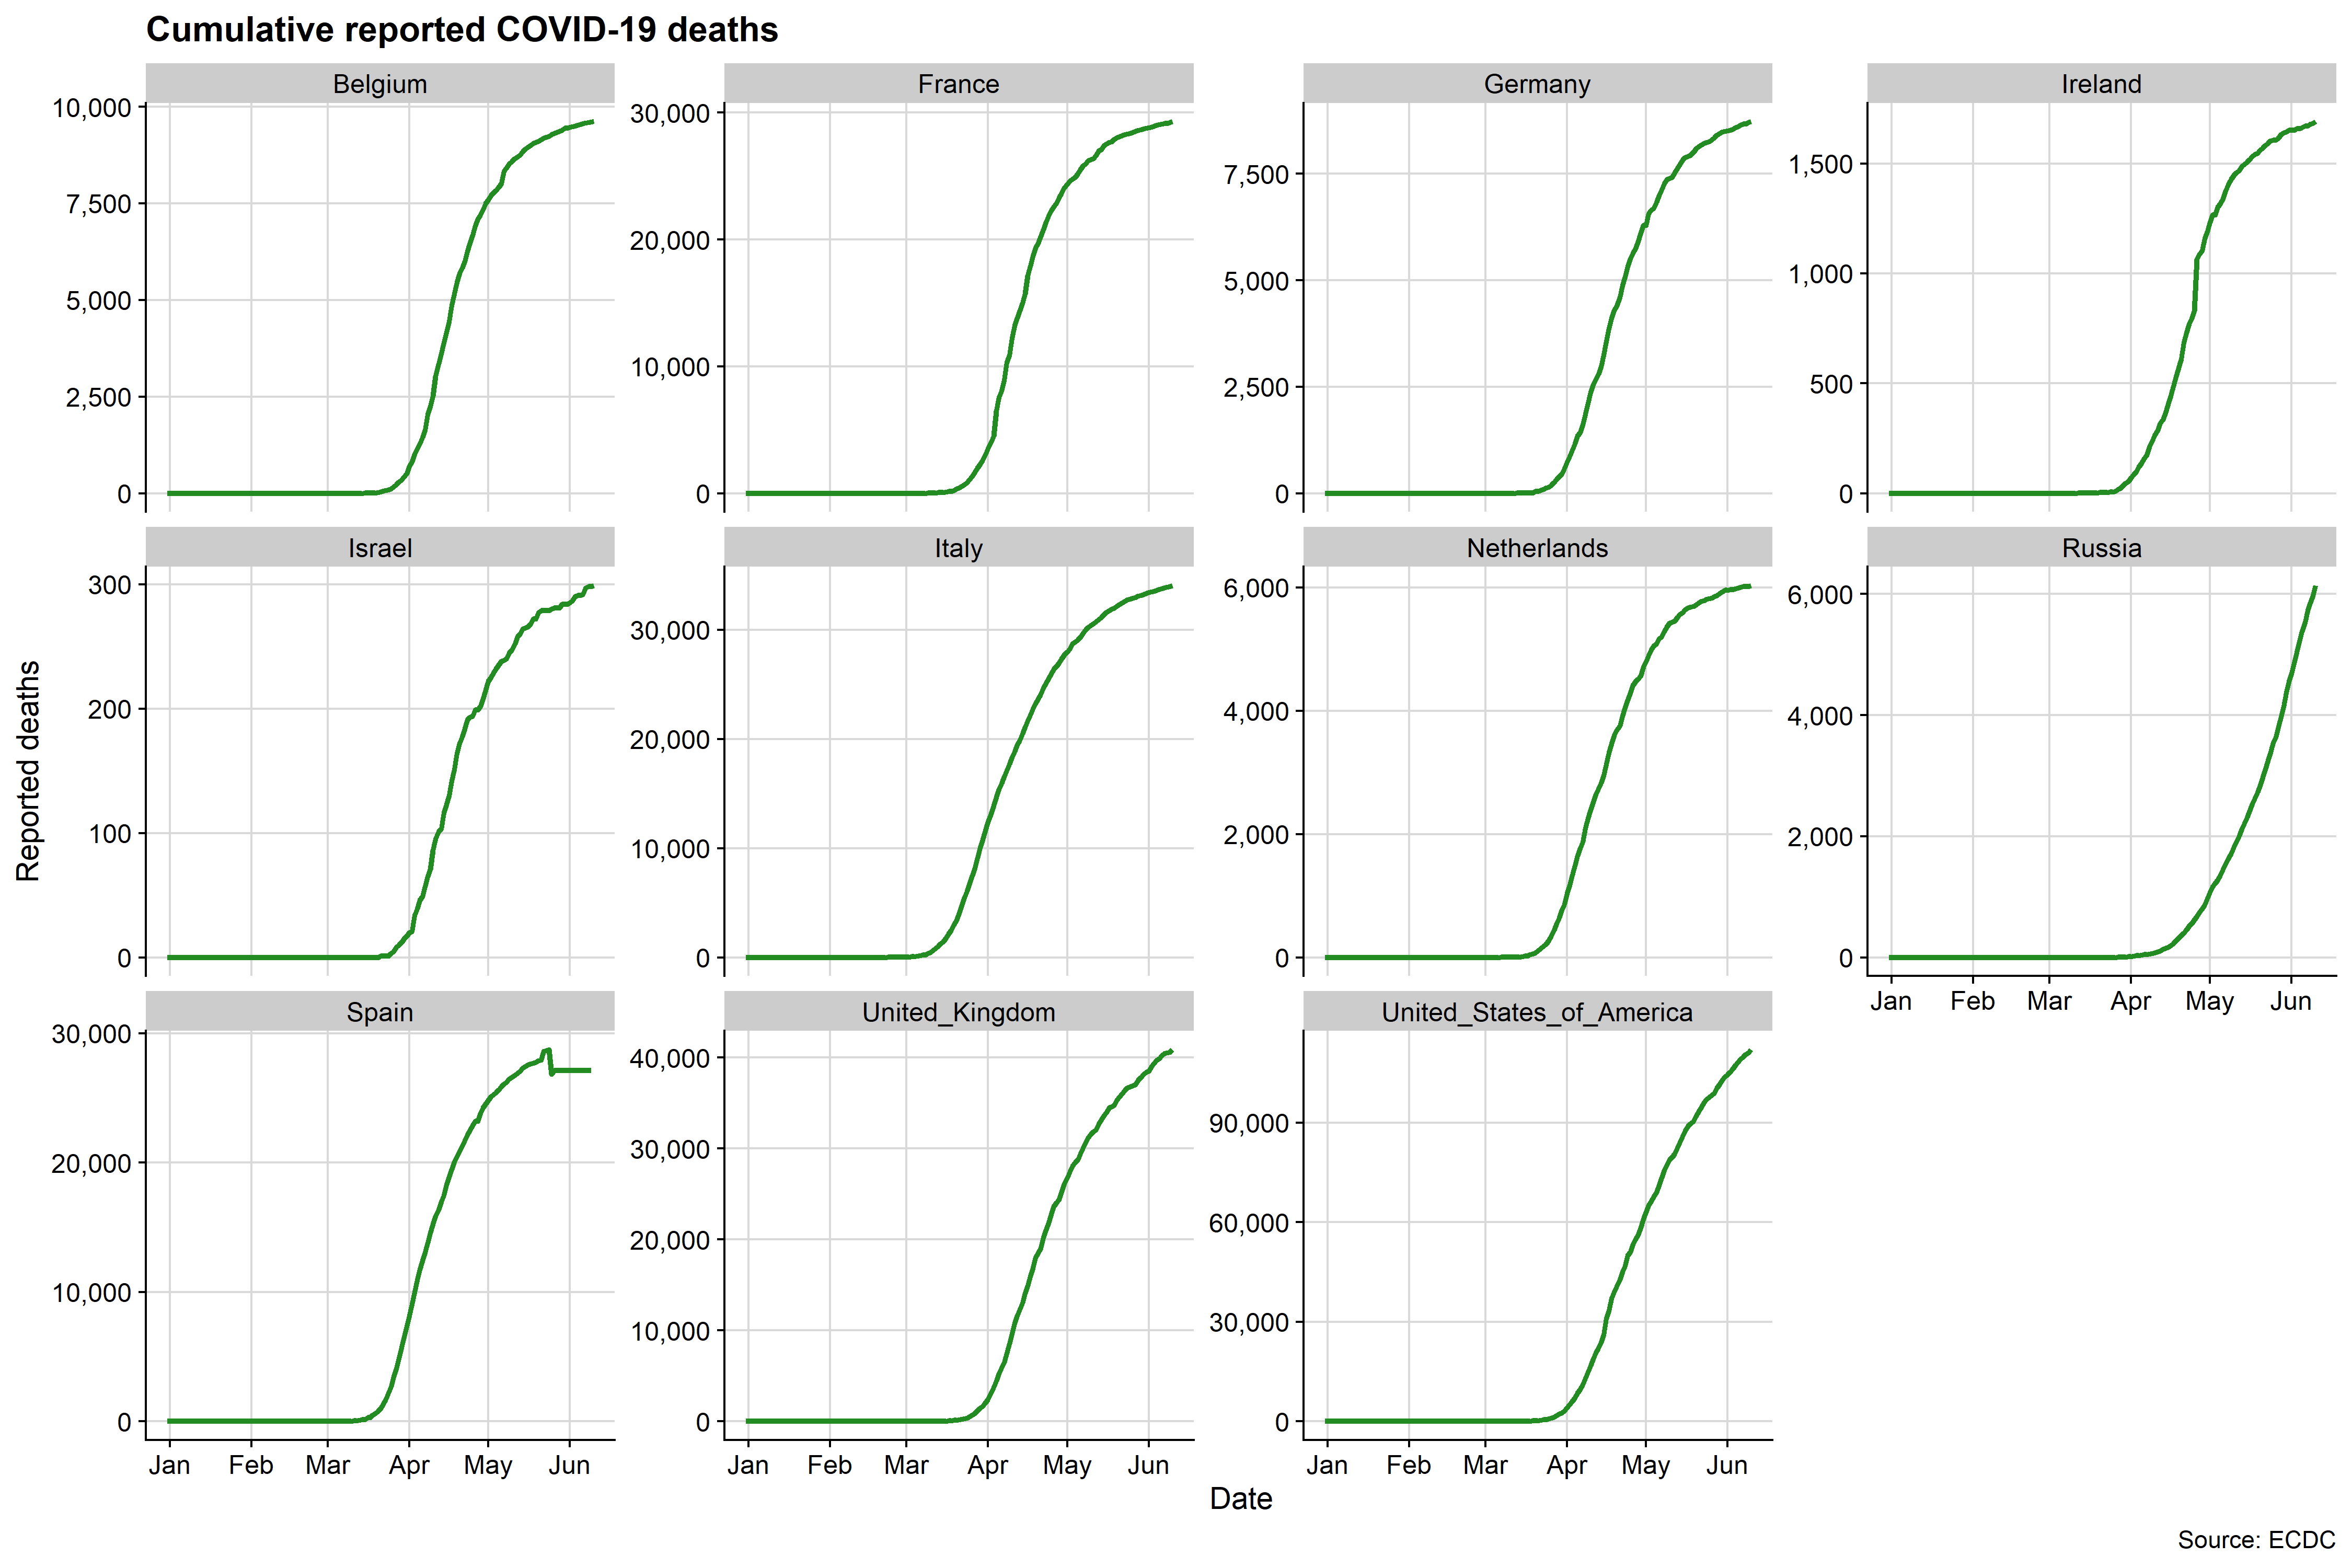 Cumulative reported COVID-19 deaths
Belgium
10,000
7,500
5,000
2,500
0
France
30,000
20,000
10,000
0
Germany
7,500
5,000
2,500
0
Ireland
1,500
1,000
500
0
Reported deaths
Israel
300
200
100
0
Italy
30,000
20,000
10,000
0
Netherlands
6,000
4,000
2,000
0
Russia
6,000
4,000
2,000
0
Jan Feb Mar Apr May Jun
Spain
30,000
20,000
10,000
0
Jan Feb Mar Apr May Jun
United_Kingdom
40,000
30,000
20,000
10,000
0
Jan Feb Mar Apr May Jun
United_States_of_America
90,000
60,000
30,000
0
Jan Feb Mar Apr May Jun
Date
Source: ECDC